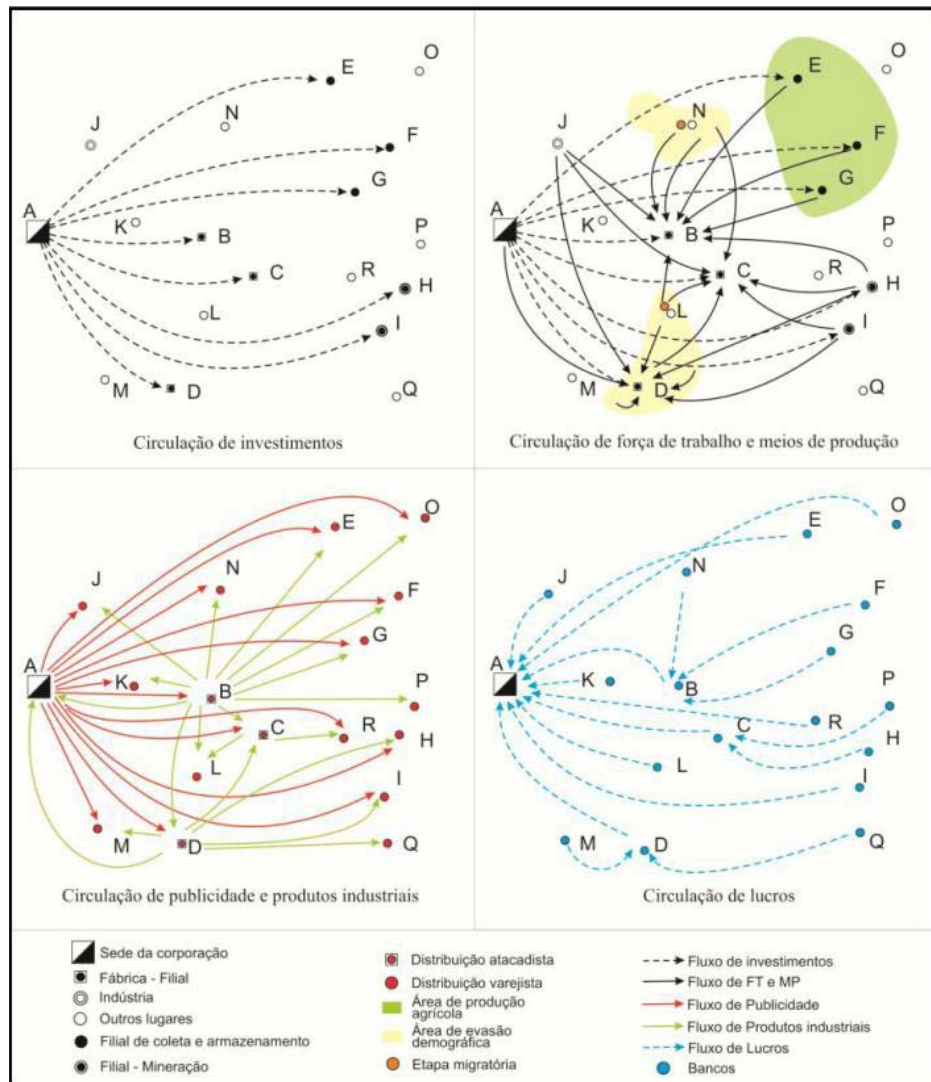 E
O
J
N
F
G
A
K
B
P
C
R
H
L
I
M
D
Q
Circulação de investimentos
E
O
N
J
F
G
A
K
B
P
C
R
H
L
I
M
D
Q
Circulação de força de trabalho e meios de produção
O
E
J
N
F
G
A
K
B
P
C
R
H
L
I
M
D
Q
Circulação de publicidade e produtos industriais
O
E
J
N
F
G
A
K
B
P
C
R
H
L
I
M
D
Q
Circulação de lucros
Sede da corporação
Fábrica - Filial
Indústria
Outros lugares
Filial de coleta e armazenamento
Filial - Mineração
Distribuição atacadista
Distribuição varejista
Área de produção
agrícola
Área de evasão
demográfica
Etapa migratória
Fluxo de investimentos
Fluxo de FT e MP
Fluxo de Publicidade
Fluxo de Produtos industriais
Fluxo de Lucros
Bancos